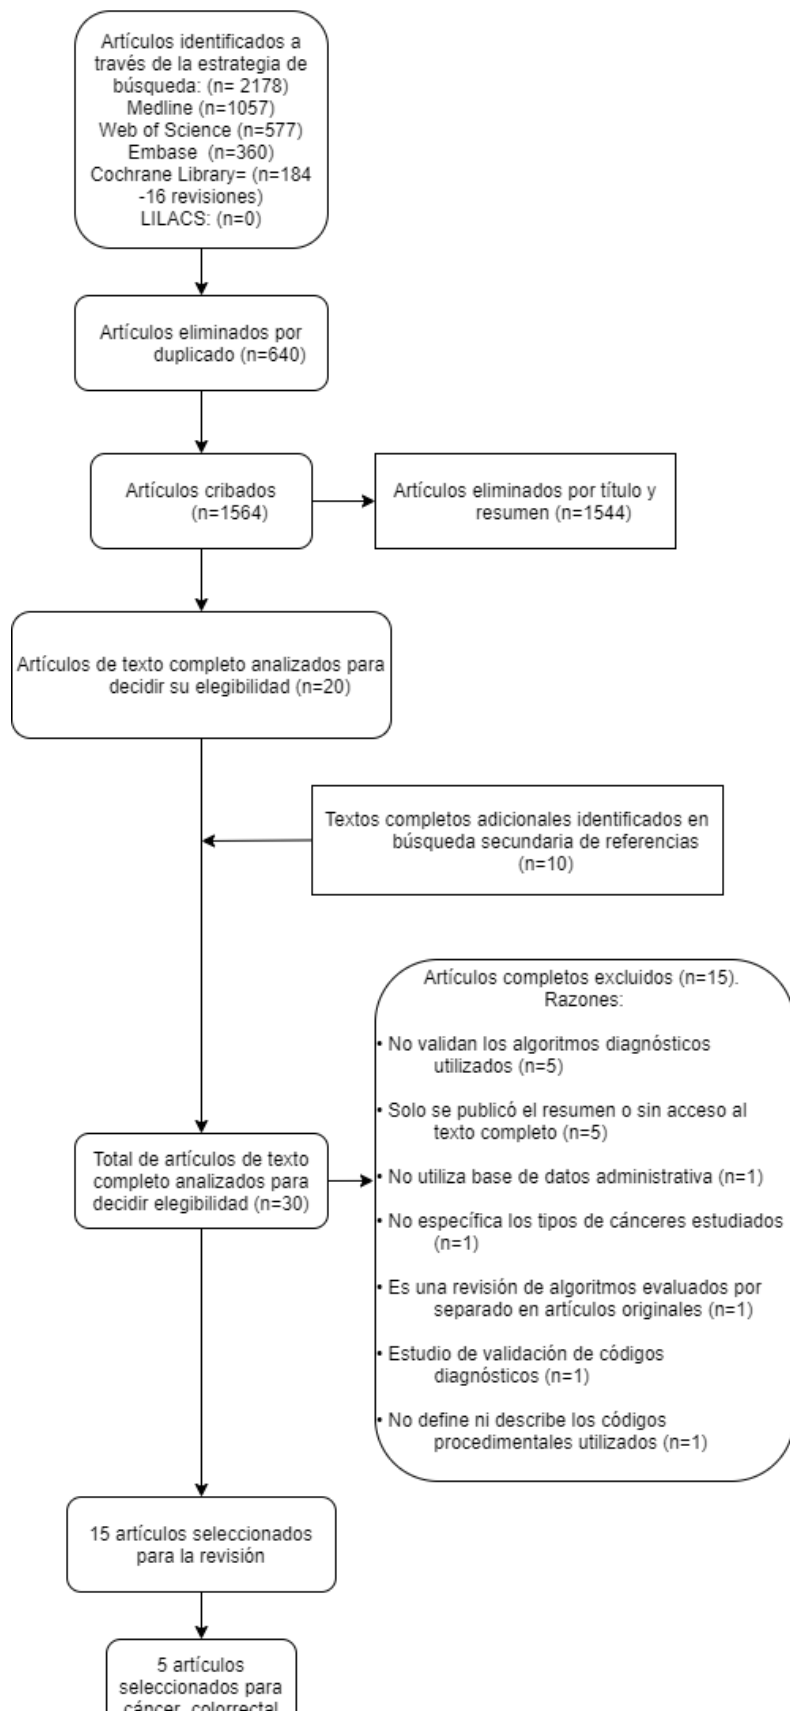 Artículos identificados a
través de la estrategia de
búsqueda: (n= 2178)
Medline (n=1057)
Web of Science (n=577)
Embase (n=360)
Cochrane Library= (n=184
-16 revisiones)
LILACS: (n=0)
Artículos eliminados por
duplicado (n=640)
Artículos cribados
(n=1564)
Artículos eliminados por título y
resumen (n=1544)
Artículos de texto completo analizados para
decidir su elegibilidad (n=20)
Textos completos adicionales identificados en
búsqueda secundaria de referencias
(n=10)
Artículos completos excluidos (n=15).
Razones:
• No validan los algoritmos diagnósticos
utilizados (n=5)
• Solo se publicó el resumen o sin acceso al
texto completo (n=5)
• No utiliza base de datos administrativa (n=1)
• No específica los tipos de cánceres estudiados
(n=1)
• Es una revisión de algoritmos evaluados por
separado en artículos originales (n=1)
• Estudio de validación de códigos
diagnósticos (n=1)
• No define ni describe los códigos
procedimentales utilizados (n=1)
Total de artículos de texto
completo analizados para
decidir elegibilidad (n=30)
15 artículos seleccionados
para la revisión
5 artículos
seleccionados para
cáncer colorrectal